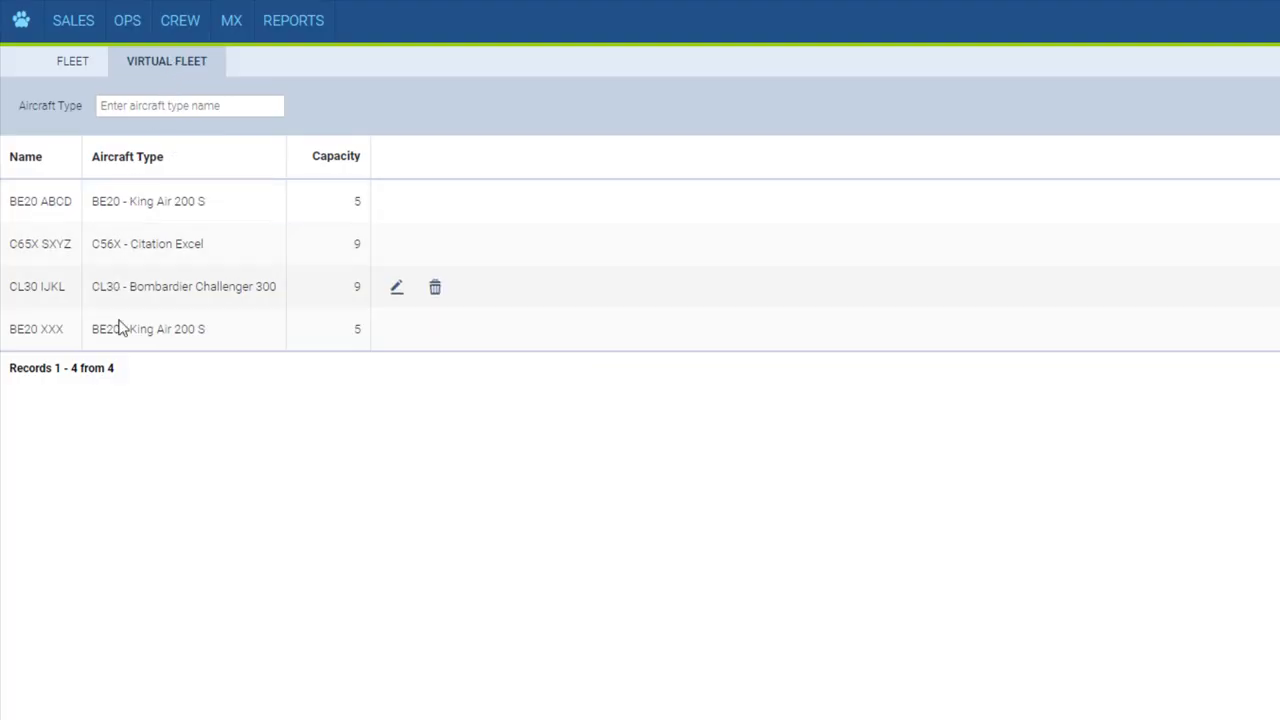 SALES OPS CREW MX REPORTS
FLEET VIRTUAL FLEET
Aircraft Type Enter aircraft type name
Name Aircraft Type Capacity
BE20 ABCD BE20 - King Air 200 S 5
C65X SXYZ C56X - Citation Excel 9
CL30 IJKL CL30 - Bombardier Challenger 300 9
BE20 XXX BE20 - King Air 200 S 5
Records 1 - 4 from 4